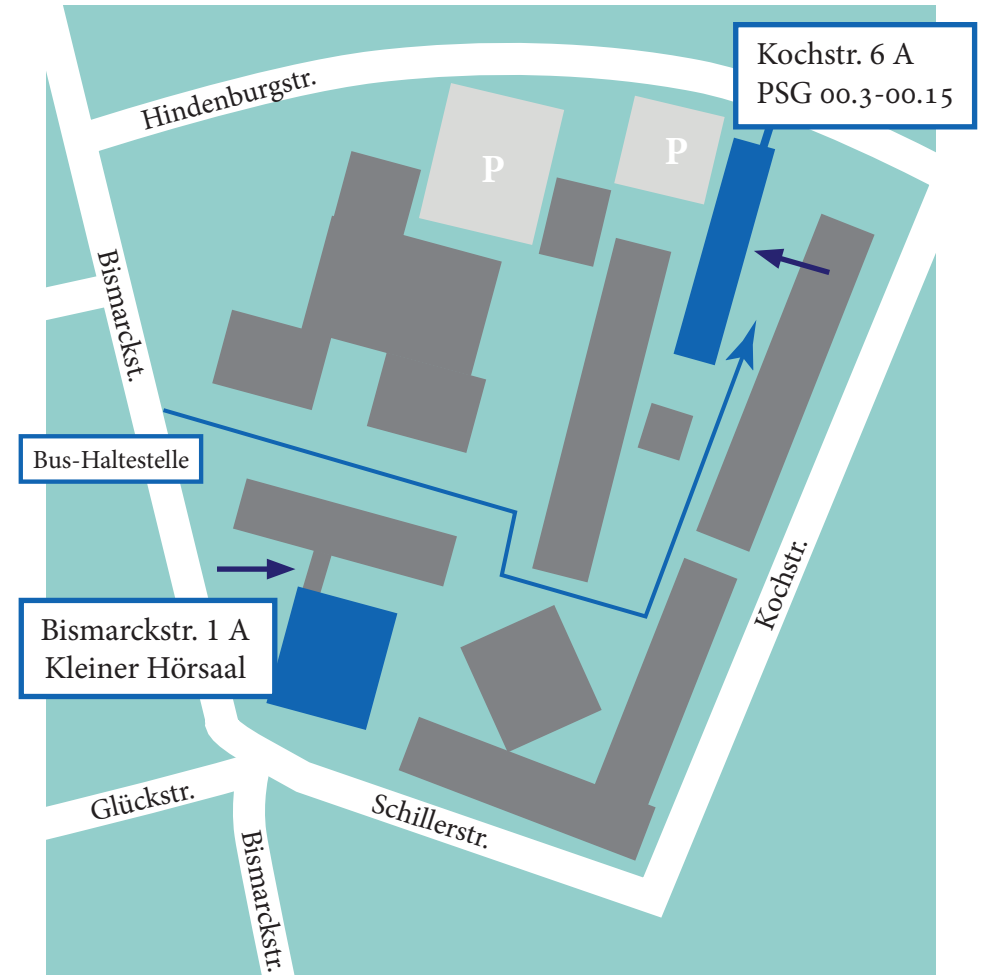 Kochstr. 6 A
PSG 00.3-00.15
Hindenburgstr.
P
P
Bismarckst.
Bus-Haltestelle
Bismarckstr. 1 A
Kleiner Hörsaal
Kochstr.
Glückstr.
Schillerstr.
Bismarckstr.